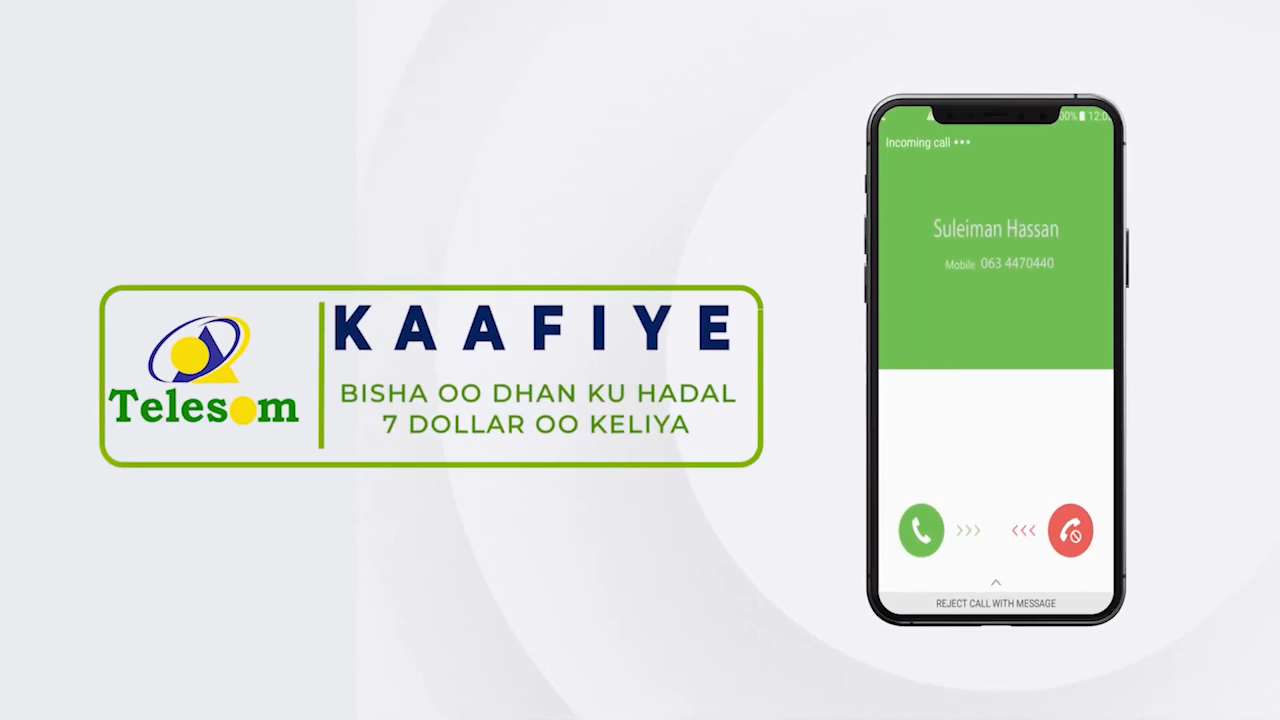 Telesom
KAAFIYE
BISHA OO DHAN KU HADAL
7 DOLLAR OO KELIYA
Incoming call
Suleiman Hassan
Mobile 063 4470440
REJECT CALL WITH MESSAGE